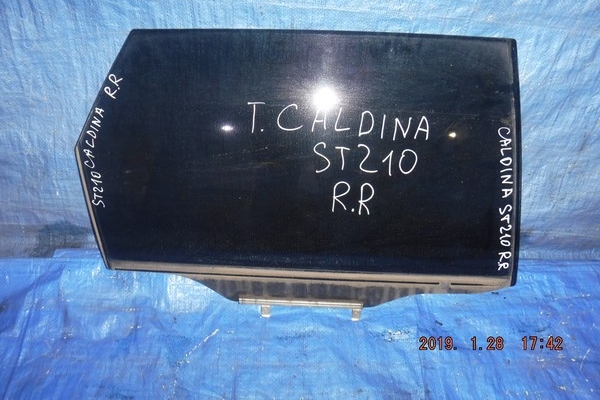 T. CALDINA
ST210
R.R
ST210 CALDINA R.R
CALDINA ST210 R.R
2019. 1.28 17:42